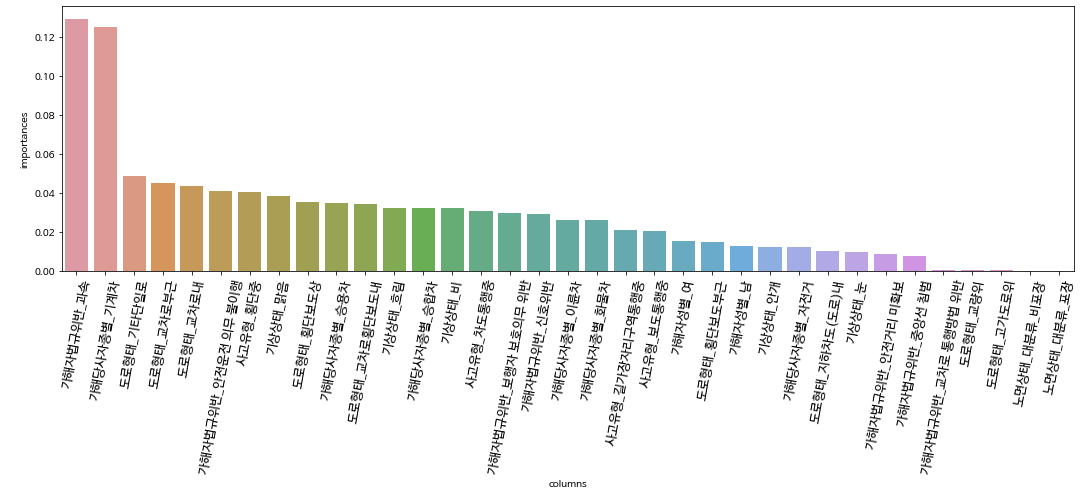 importances
0.12
0.10
0.08
0.06
0.04
0.02
0.00
가해자법규위반_과속
가해당사자종별_기계차
도로형태_기타단일로
도로형태_교차로부근
도로형태_교차로내
가해자법규위반_안전운전 의무 불이행
사고유형_횡단중
기상상태_맑음
도로형태_횡단보도상
가해당사자종별_승용차
도로형태_교차로횡단보도내
기상상태_흐림
가해당사자종별_승합차
기상상태_비
사고유형_차도통행중
가해자법규위반_보행자 보호의무 위반
가해자법규위반_신호위반
가해당사자종별_이륜차
가해당사자종별_화물차
사고유형_길가장자리구역통행중
사고유형_보도통행중
가해자성별_여
도로형태_횡단보도부근
가해자성별_남
기상상태_안개
가해당사자종별_자전거
도로형태_지하차도(도로)내
기상상태_눈
가해자법규위반_안전거리 미확보
가해자법규위반_중앙선 침범
가해자법규위반_교차로 통행방법 위반
도로형태_교량위
도로형태_고가도로위
노면상태_대분류_비포장
노면상태_대분류_포장
columns